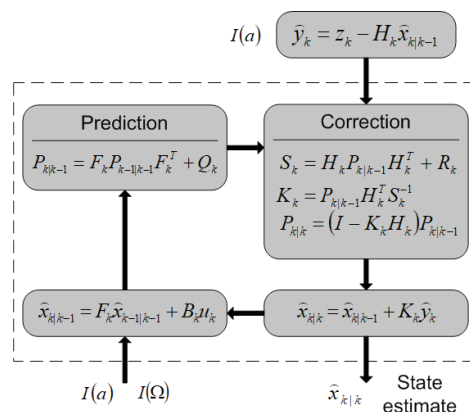 I(a)
ŷ_k = z_k − H_k x̂_{k|k−1}
Prediction
P_{k|k−1} = F_k P_{k−1|k−1} F_k^T + Q_k
Correction
S_k = H_k P_{k|k−1} H_k^T + R_k
K_k = P_{k|k−1} H_k^T S_k^{−1}
P_{k|k} = (I − K_k H_k) P_{k|k−1}
x̂_{k|k−1} = F_k x̂_{k−1|k−1} + B_k u_k
x̂_{k|k} = x̂_{k|k−1} + K_k ŷ_k
I(a) I(Ω)
x̂_{k|k}
State
estimate